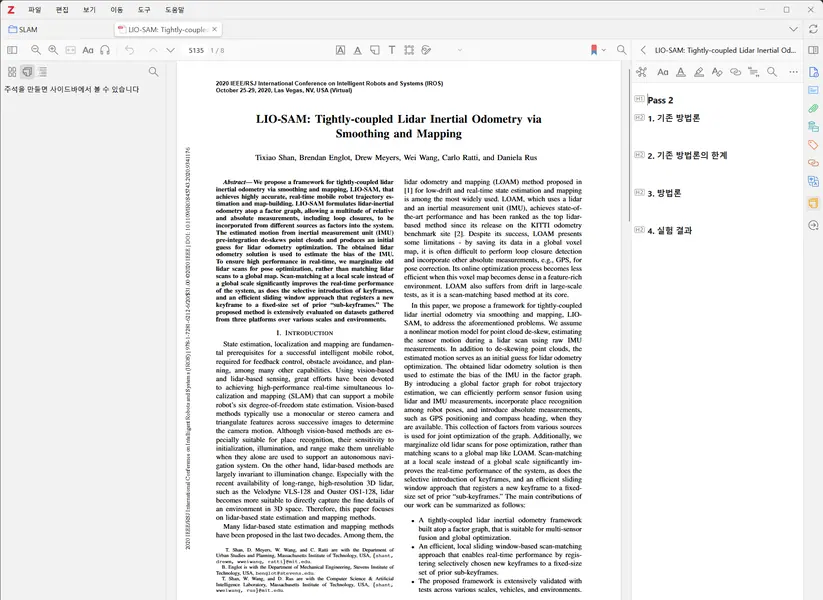 Z 파일 편집 보기 이동 도구 도움말
SLAM
LIO-SAM: Tightly-couple
5135 1 / 8
LIO-SAM: Tightly-coupled Lidar Inertial Od...
주석을 만들면 사이드바에서 볼 수 있습니다
2020 IEEE/RSJ International Conference on Intelligent Robots and Systems (IROS)
October 25-29, 2020, Las Vegas, NV, USA (Virtual)
LIO-SAM: Tightly-coupled Lidar Inertial Odometry via
Smoothing and Mapping
Tixiao Shan, Brendan Englot, Drew Meyers, Wei Wang, Carlo Ratti, and Daniela Rus
Abstract—We propose a framework for tightly-coupled lidar
inertial odometry via smoothing and mapping, LIO-SAM, that
achieves highly accurate, real-time mobile robot trajectory es-
timation and map-building. LIO-SAM formulates lidar-inertial
odometry atop a factor graph, allowing a multitude of relative
and absolute measurements, including loop closures, to be
incorporated from different sources as factors into the system.
The estimated motion from inertial measurement unit (IMU)
pre-integration de-skews point clouds and produces an initial
guess for lidar odometry optimization. The obtained lidar
odometry solution is used to estimate the bias of the IMU.
To ensure high performance in real-time, we marginalize old
lidar scans for pose optimization, rather than matching lidar
scans to a global map. Scan-matching at a local scale instead of
a global scale significantly improves the real-time performance
of the system, as does the selective introduction of keyframes,
and an efficient sliding window approach that registers a new
keyframe to a fixed-size set of prior "sub-keyframes." The
proposed method is extensively evaluated on datasets gathered
from three platforms over various scales and environments.
I. INTRODUCTION
State estimation, localization and mapping are fundamen-
tal prerequisites for a successful intelligent mobile robot,
required for feedback control, obstacle avoidance, and plan-
ning, among many other capabilities. Using vision-based
and lidar-based sensing, great efforts have been devoted
to achieving high-performance real-time simultaneous lo-
calization and mapping (SLAM) that can support a mobile
robot's six degree-of-freedom state estimation. Vision-based
methods typically use a monocular or stereo camera and
triangulate features across successive images to determine
the camera motion. Although vision-based methods are es-
pecially suitable for place recognition, their sensitivity to
initialization, illumination, and range make them unreliable
when they alone are used to support an autonomous navi-
gation system. On the other hand, lidar-based methods are
largely invariant to illumination change. Especially with the
recent availability of long-range, high-resolution 3D lidar,
such as the Velodyne VLS-128 and Ouster OS1-128, lidar
becomes more suitable to directly capture the fine details
of an environment in 3D space. Therefore, this paper focuses
on lidar-based state estimation and mapping methods.
Many lidar-based state estimation and mapping methods
have been proposed in the last two decades. Among them, the
T. Shan, D. Meyers, W. Wang, and C. Ratti are with the Department of
Urban Studies and Planning, Massachusetts Institute of Technology, USA, {shant,
drewm, wweiwang, ratti}@mit.edu.
B. Englot is with the Department of Mechanical Engineering, Stevens Institute of
Technology, USA, benglot@stevens.edu.
T. Shan, W. Wang, and D. Rus are with the Computer Science & Artificial
Intelligence Laboratory, Massachusetts Institute of Technology, USA, {shant,
wweiwang, rus}@mit.edu.
lidar odometry and mapping (LOAM) method proposed in
[1] for low-drift and real-time state estimation and mapping
is among the most widely used. LOAM, which uses a lidar
and an inertial measurement unit (IMU), achieves state-of-
the-art performance and has been ranked as the top lidar-
based method since its release on the KITTI odometry
benchmark site [2]. Despite its success, LOAM presents
some limitations - by saving its data in a global voxel
map, it is often difficult to perform loop closure detection
and incorporate other absolute measurements, e.g., GPS, for
pose correction. Its online optimization process becomes less
efficient when this voxel map becomes dense in a feature-rich
environment. LOAM also suffers from drift in large-scale
tests, as it is a scan-matching based method at its core.
In this paper, we propose a framework for tightly-coupled
lidar inertial odometry via smoothing and mapping, LIO-
SAM, to address the aforementioned problems. We assume
a nonlinear motion model for point cloud de-skew, estimating
the sensor motion during a lidar scan using raw IMU
measurements. In addition to de-skewing point clouds, the
estimated motion serves as an initial guess for lidar odometry
optimization. The obtained lidar odometry solution is then
used to estimate the bias of the IMU in the factor graph.
By introducing a global factor graph for robot trajectory
estimation, we can efficiently perform sensor fusion using
lidar and IMU measurements, incorporate place recognition
among robot poses, and introduce absolute measurements,
such as GPS positioning and compass heading, when they
are available. This collection of factors from various sources
is used for joint optimization of the graph. Additionally, we
marginalize old lidar scans for pose optimization, rather than
matching scans to a global map like LOAM. Scan-matching
at a local scale instead of a global scale significantly im-
proves the real-time performance of the system, as does the
selective introduction of keyframes, and an efficient sliding
window approach that registers a new keyframe to a fixed-
size set of prior "sub-keyframes." The main contributions of
our work can be summarized as follows:
• A tightly-coupled lidar inertial odometry framework
built atop a factor graph, that is suitable for multi-sensor
fusion and global optimization.
• An efficient, local sliding window-based scan-matching
approach that enables real-time performance by regis-
tering selectively chosen new keyframes to a fixed-size
set of prior sub-keyframes.
• The proposed framework is extensively validated with
tests across various scales, vehicles, and environments.
H1 Pass 2
H2 1. 기존 방법론
H2 2. 기존 방법론의 한계
H2 3. 방법론
H2 4. 실험 결과